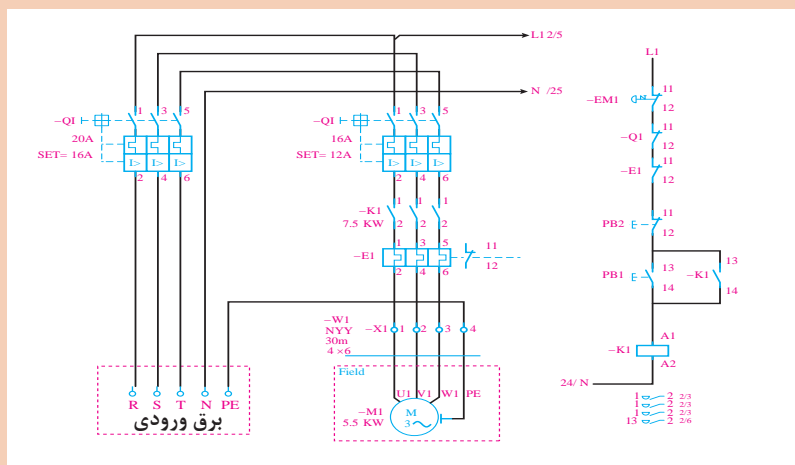 L1 2/5
N /25
1 3 5
–QI
20A
SET= 16A
I> I> I>
2 4 6
1 3 5
–QI
16A
SET= 12A
I> I> I>
2 4 6
1 1 1
–K1
7.5 KW
2 2 2
1 3 5
–E1
2 4 6
11
12
–W1
NYY
30m
4 ×6
–X1 1 2 3 4
Field
U1 V1 W1 PE
–M1
5.5 KW
M
3
R S T N PE
برق ورودی
L1
–EM1
11
12
–Q1
11
12
–E1
11
12
PB2
11
12
PB1
13
14
–K1
13
14
–K1
A1
A2
24/ N
1 2 2/3
1 2 2/3
1 2 2/3
13 2 2/6